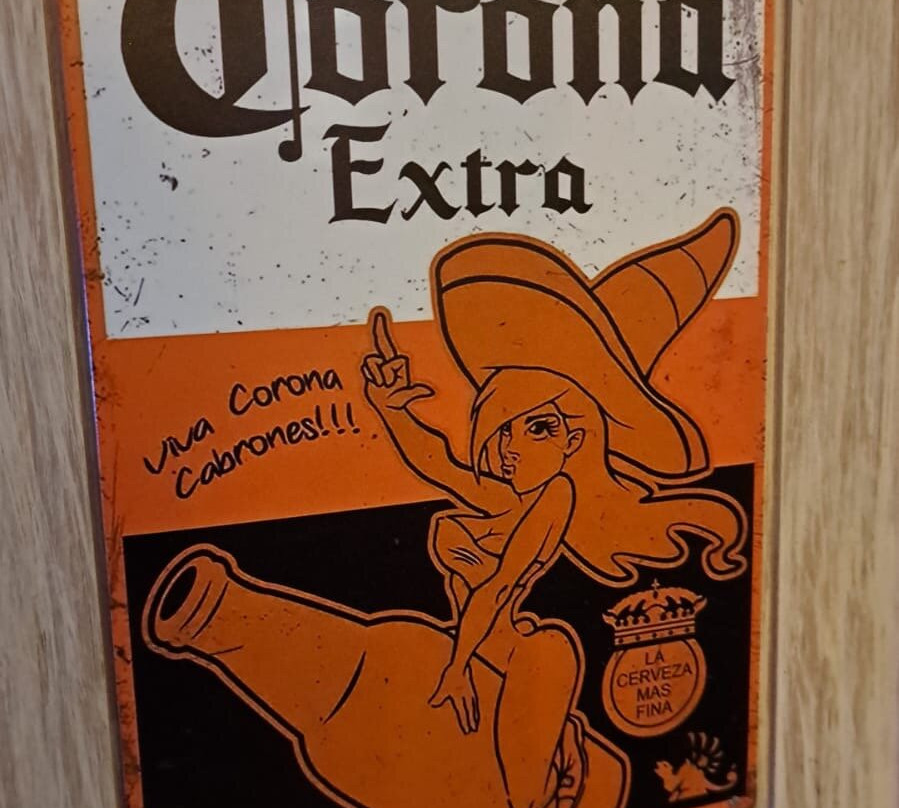 Corona
Extra
Viva Corona
Cabrones!!!
LA
CERVEZA
MAS
FINA